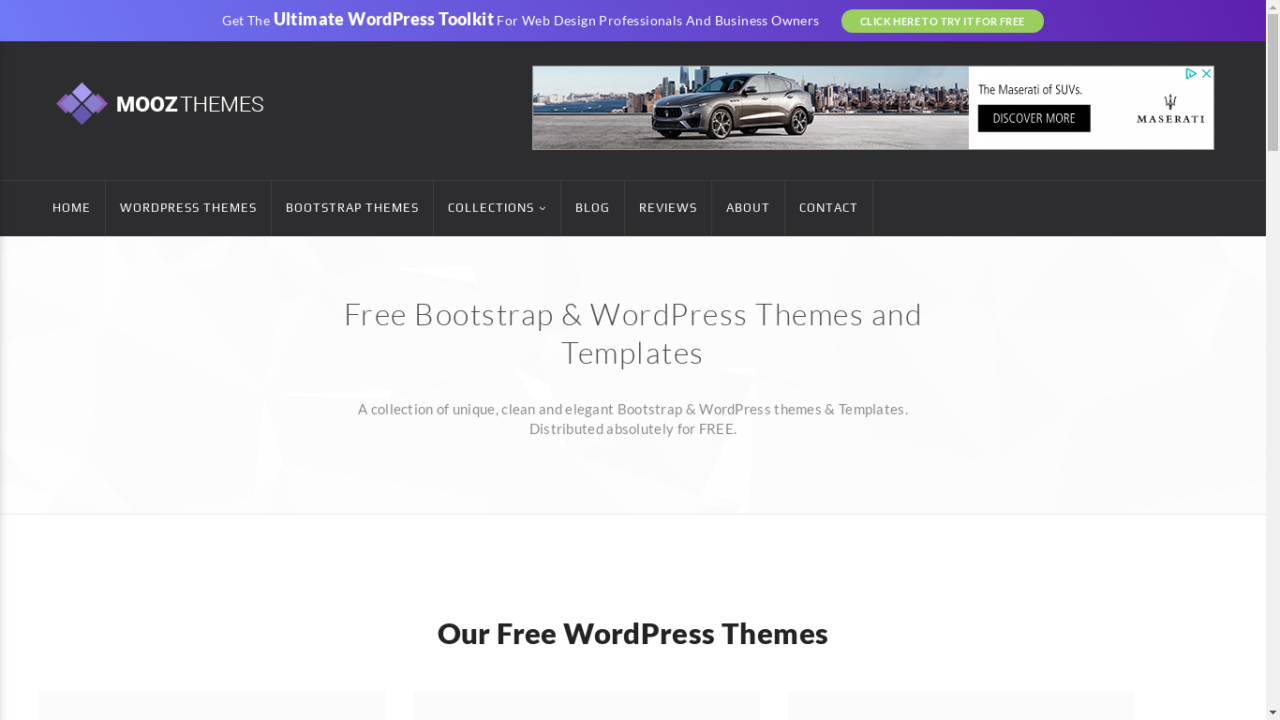 Get The Ultimate WordPress Toolkit For Web Design Professionals And Business Owners CLICK HERE TO TRY IT FOR FREE
MOOZTHEMES
The Maserati of SUVs.
DISCOVER MORE
MASERATI
HOME WORDPRESS THEMES BOOTSTRAP THEMES COLLECTIONS BLOG REVIEWS ABOUT CONTACT
Free Bootstrap & WordPress Themes and
Templates
A collection of unique, clean and elegant Bootstrap & WordPress themes & Templates.
Distributed absolutely for FREE.
Our Free WordPress Themes